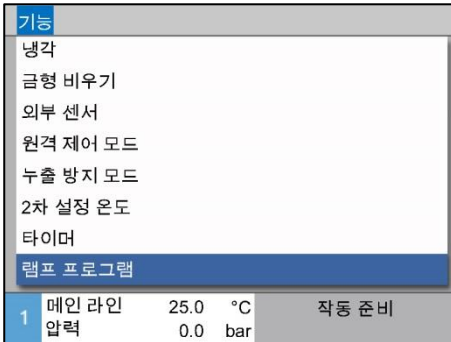 기능
냉각
금형 비우기
외부 센서
원격 제어 모드
누출 방지 모드
2차 설정 온도
타이머
램프 프로그램
1 메인 라인 25.0 °C 작동 준비
압력 0.0 bar